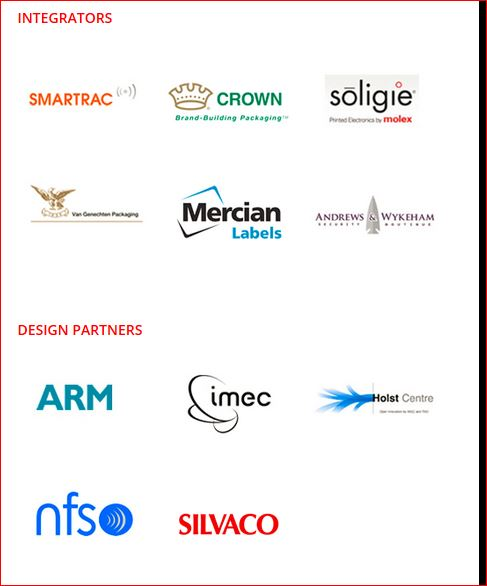 INTEGRATORS
SMARTRAC
CROWN
Brand-Building Packaging™
sōligie®
Printed Electronics by molex
Van Genechten Packaging
Mercian
Labels
ANDREWS & WYKEHAM
SECURITY BOUTIQUE
DESIGN PARTNERS
ARM
imec
Holst Centre
Open Innovation by IMEC and TNO
nfso
SILVACO